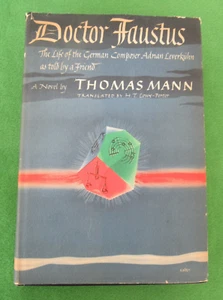 Doctor Faustus
The Life of the German Composer Adrian Leverkühn
as told by a Friend
A Novel by THOMAS MANN
TRANSLATED BY H. T. Lowe-Porter